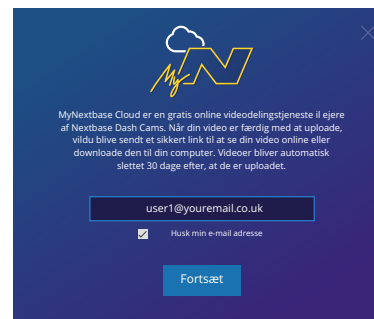 My N
MyNextbase Cloud er en gratis online videodelingstjeneste il ejere
af Nextbase Dash Cams. Når din video er færdig med at uploade,
vildu blive sendt et sikkert link til at se din video online eller
downloade den til din computer. Videoer bliver automatisk
slettet 30 dage efter, at de er uploadet.
user1@youremail.co.uk
Husk min e-mail adresse
Fortsæt